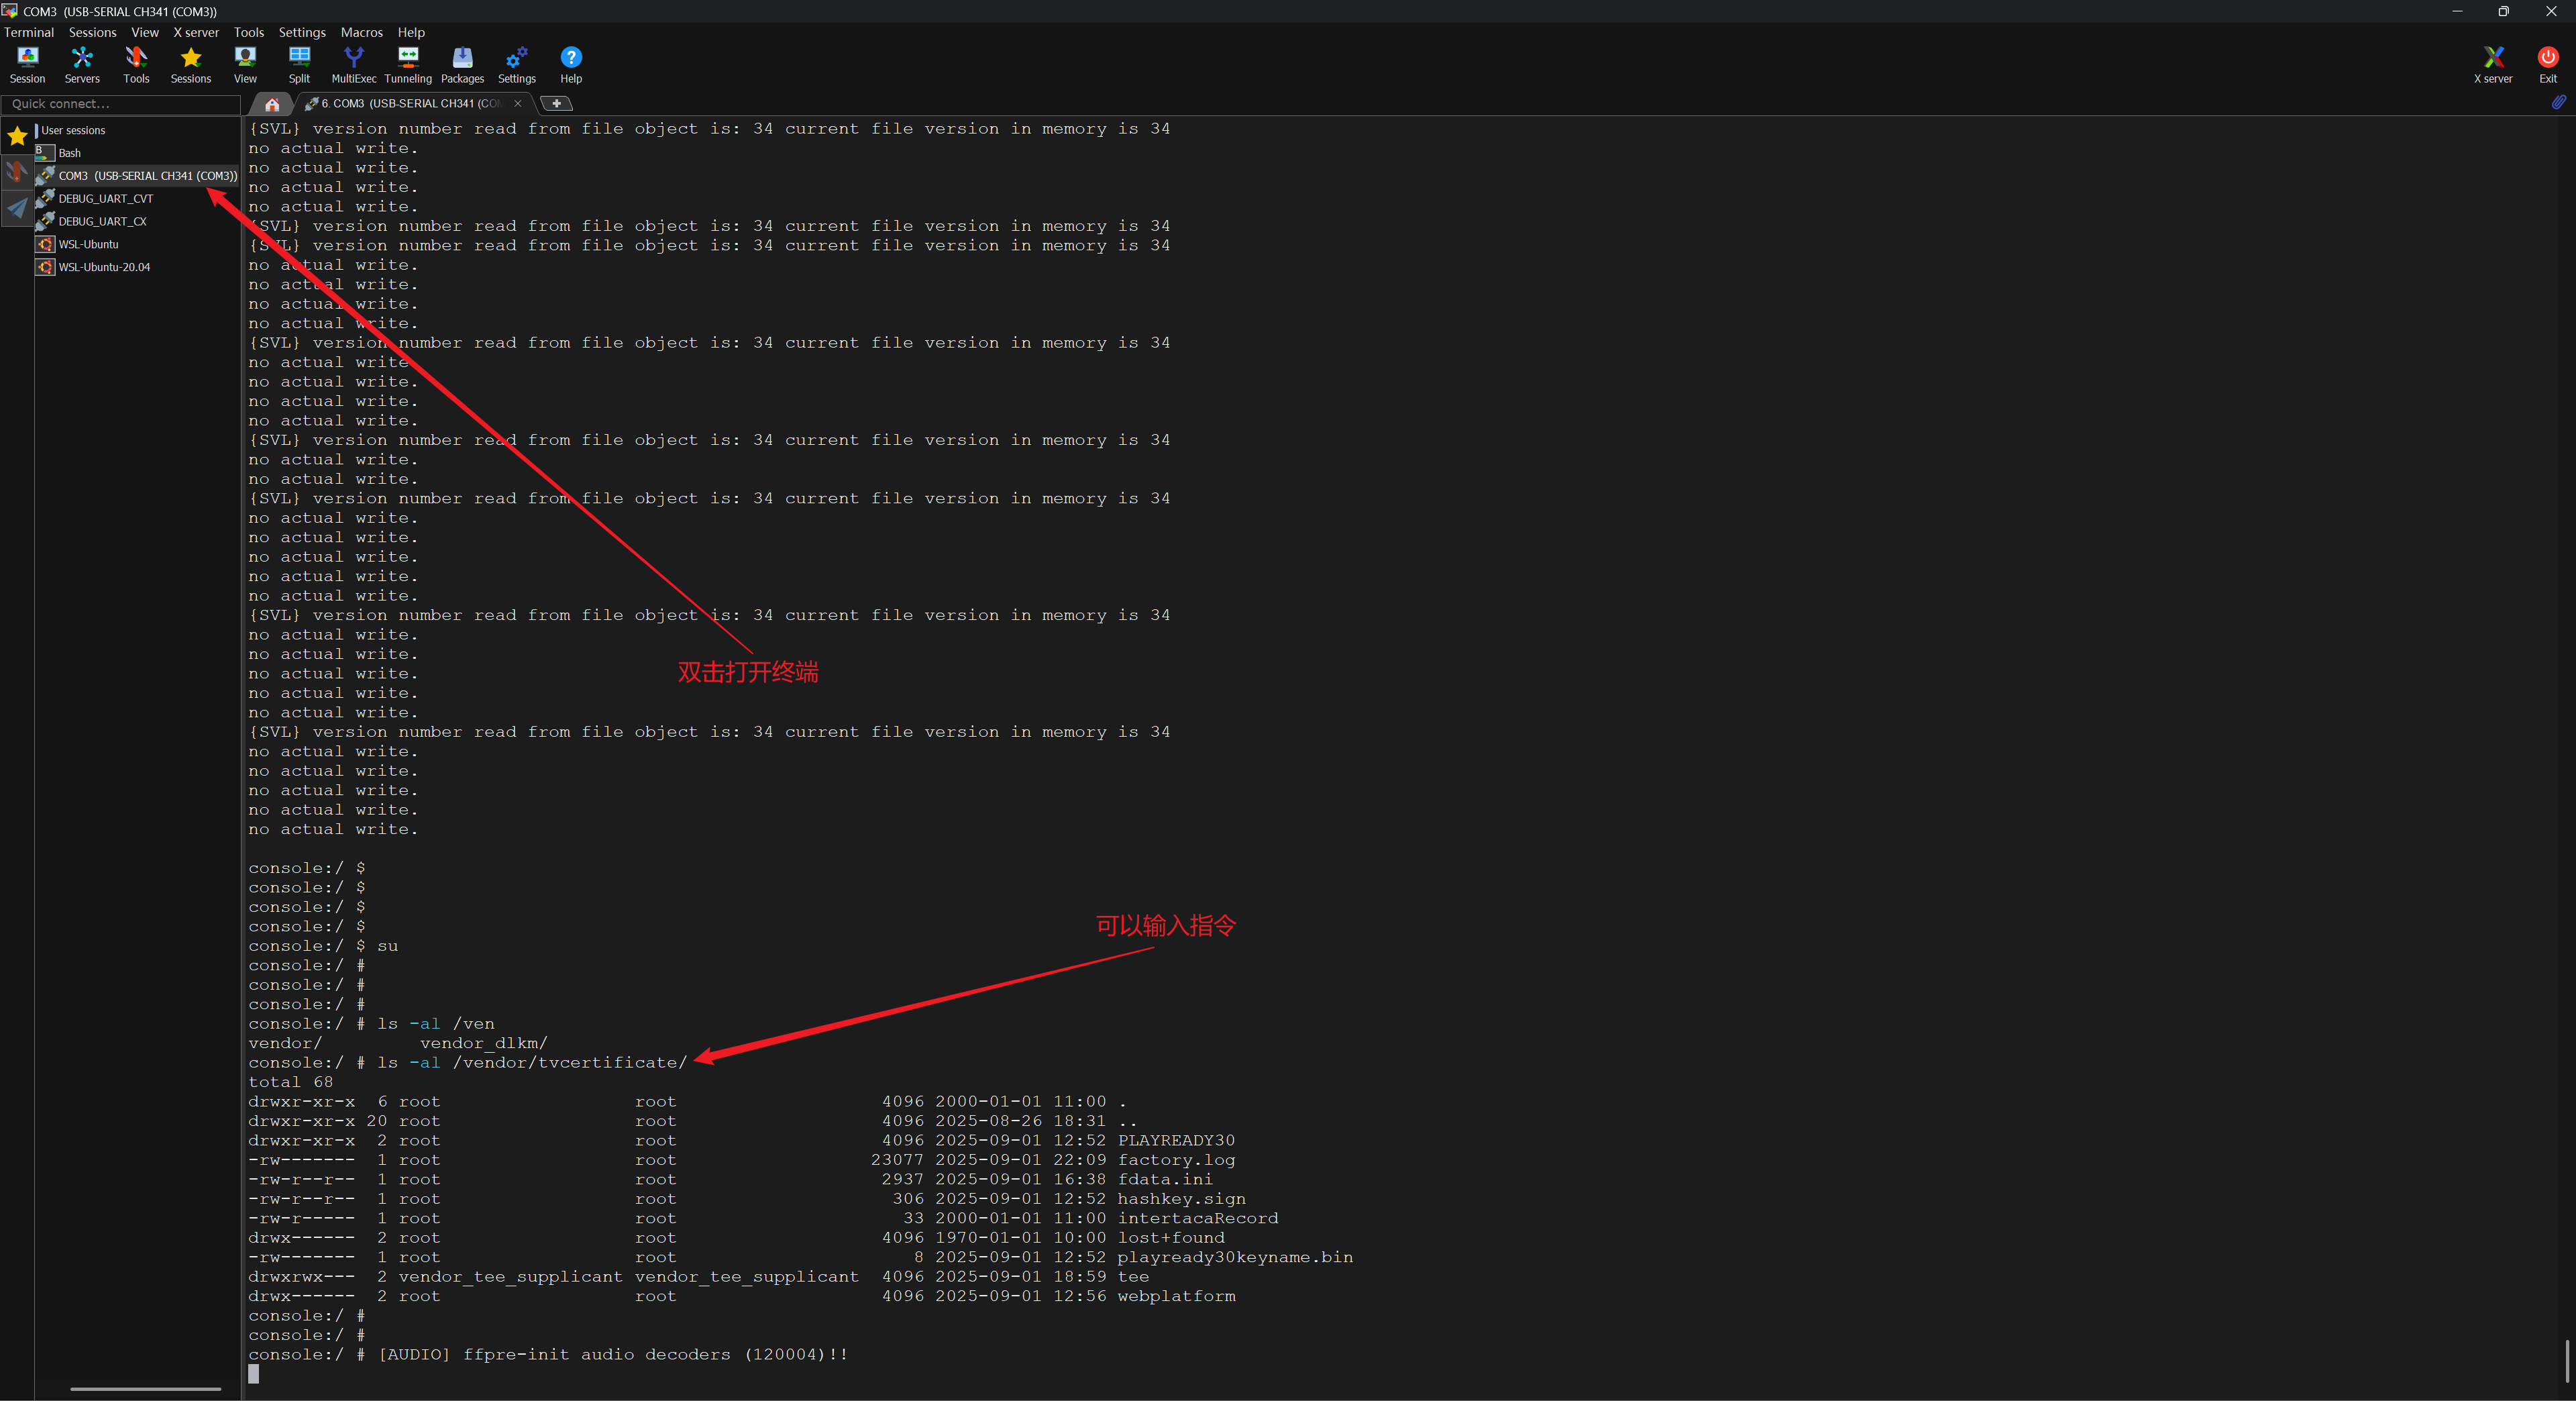 COM3  (USB-SERIAL CH341 (COM3))
Terminal Sessions View X server Tools Settings Macros Help
Session Servers Tools Sessions View Split MultiExec Tunneling Packages Settings Help X server Exit
Quick connect...
6. COM3  (USB-SERIAL CH341 (CO
User sessions
Bash
COM3  (USB-SERIAL CH341 (COM3))
DEBUG_UART_CVT
DEBUG_UART_CX
WSL-Ubuntu
WSL-Ubuntu-20.04
{SVL} version number read from file object is: 34 current file version in memory is 34
no actual write.
no actual write.
no actual write.
no actual write.
{SVL} version number read from file object is: 34 current file version in memory is 34
{SVL} version number read from file object is: 34 current file version in memory is 34
no actual write.
no actual write.
no actual write.
no actual write.
{SVL} version number read from file object is: 34 current file version in memory is 34
no actual write.
no actual write.
no actual write.
no actual write.
{SVL} version number read from file object is: 34 current file version in memory is 34
no actual write.
no actual write.
{SVL} version number read from file object is: 34 current file version in memory is 34
no actual write.
no actual write.
no actual write.
no actual write.
no actual write.
{SVL} version number read from file object is: 34 current file version in memory is 34
no actual write.
no actual write.
no actual write.
no actual write.
no actual write.
{SVL} version number read from file object is: 34 current file version in memory is 34
no actual write.
no actual write.
no actual write.
no actual write.
no actual write.
双击打开终端
console:/ $
console:/ $
console:/ $
console:/ $
console:/ $ su
console:/ #
console:/ #
console:/ #
console:/ # ls -al /ven
vendor/         vendor_dlkm/
console:/ # ls -al /vendor/tvcertificate/
可以输入指令
total 68
drwxr-xr-x  6 root                  root                   4096 2000-01-01 11:00 .
drwxr-xr-x 20 root                  root                   4096 2025-08-26 18:31 ..
drwxr-xr-x  2 root                  root                   4096 2025-09-01 12:52 PLAYREADY30
-rw-------  1 root                  root                  23077 2025-09-01 22:09 factory.log
-rw-r--r--  1 root                  root                   2937 2025-09-01 16:38 fdata.ini
-rw-r--r--  1 root                  root                    306 2025-09-01 12:52 hashkey.sign
-rw-r-----  1 root                  root                     33 2000-01-01 11:00 intertacaRecord
drwx------  2 root                  root                   4096 1970-01-01 10:00 lost+found
-rw-------  1 root                  root                      8 2025-09-01 12:52 playready30keyname.bin
drwxrwx---  2 vendor_tee_supplicant vendor_tee_supplicant  4096 2025-09-01 18:59 tee
drwx------  2 root                  root                   4096 2025-09-01 12:56 webplatform
console:/ #
console:/ #
console:/ # [AUDIO] ffpre-init audio decoders (120004)!!